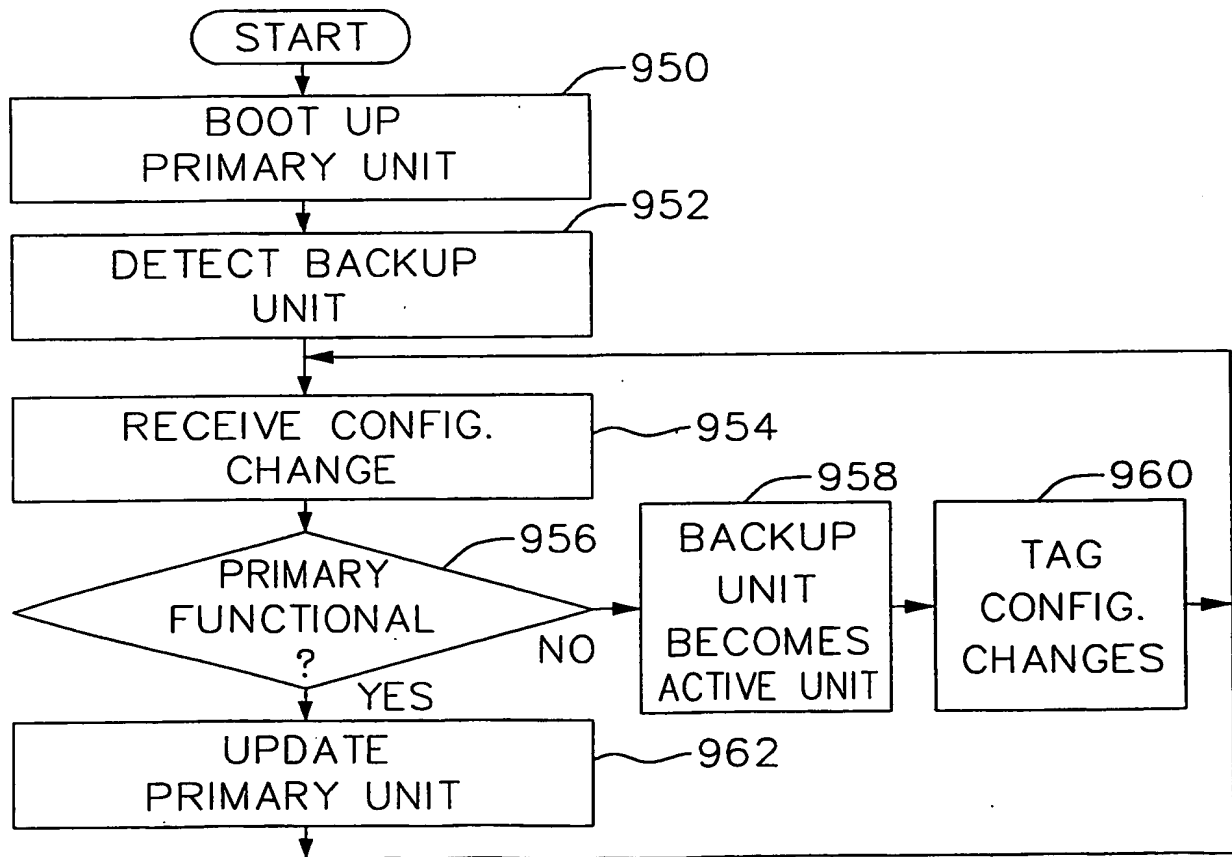 START
950
BOOT UP
PRIMARY UNIT
952
DETECT BACKUP
UNIT
RECEIVE CONFIG.
CHANGE
954
956
PRIMARY
FUNCTIONAL
?
NO
YES
958
BACKUP
UNIT
BECOMES
ACTIVE UNIT
960
TAG
CONFIG.
CHANGES
UPDATE
PRIMARY UNIT
962